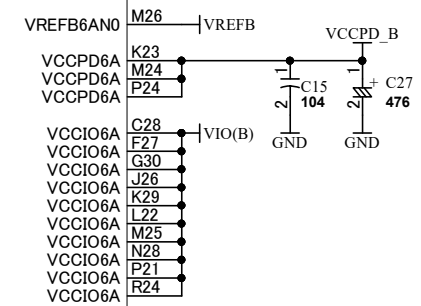 VREFB6AN0 M26 VREFB
VCCPD_B
VCCPD6A K23
VCCPD6A M24
VCCPD6A P24
1 C15 104 2 GND
1 + C27 476 2 GND
VCCIO6A C28 VIO(B)
VCCIO6A F27
VCCIO6A G30
VCCIO6A J26
VCCIO6A K29
VCCIO6A L22
VCCIO6A M25
VCCIO6A N28
VCCIO6A P21
VCCIO6A R24